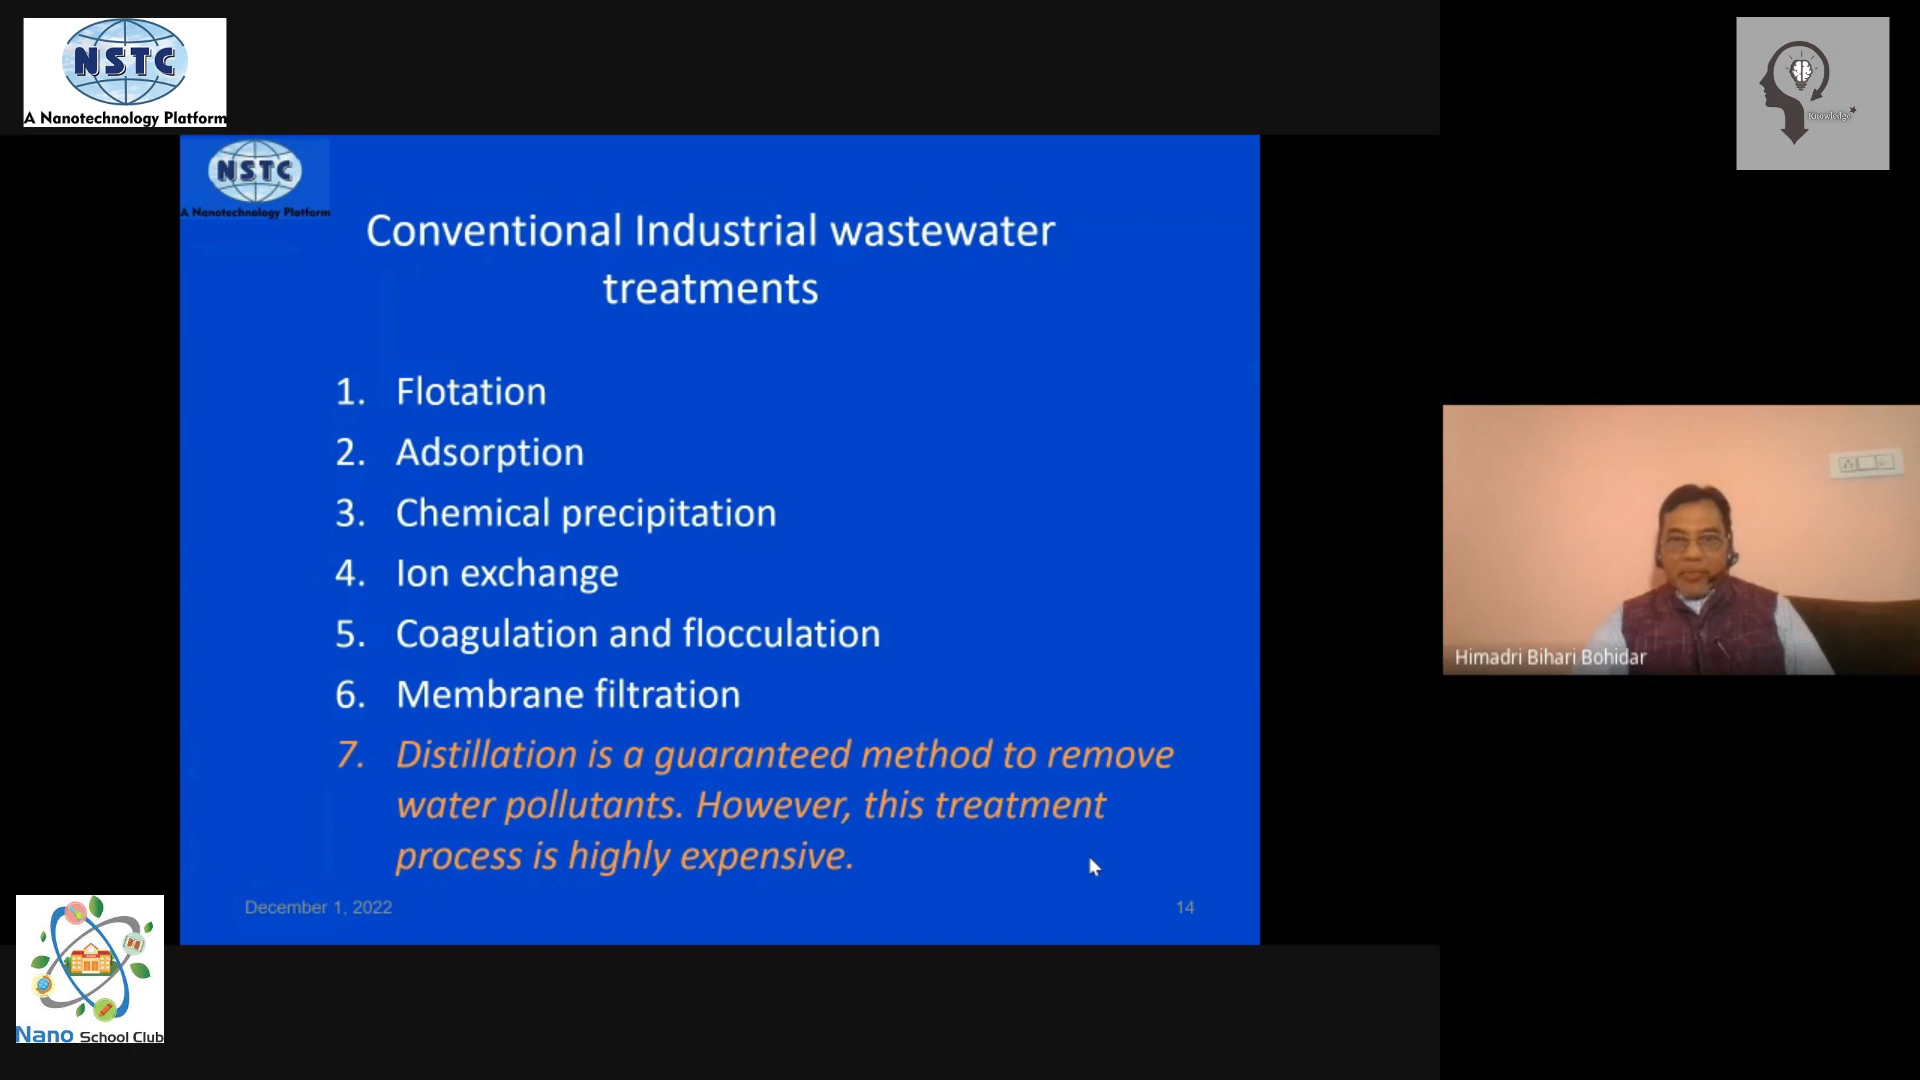 NSTC
A Nanotechnology Platform
NSTC
A Nanotechnology Platform
Conventional Industrial wastewater
treatments
1. Flotation
2. Adsorption
3. Chemical precipitation
4. Ion exchange
5. Coagulation and flocculation
6. Membrane filtration
7. Distillation is a guaranteed method to remove
water pollutants. However, this treatment
process is highly expensive.
December 1, 2022
14
Knowledge
Himadri Bihari Bohidar
Nano School Club